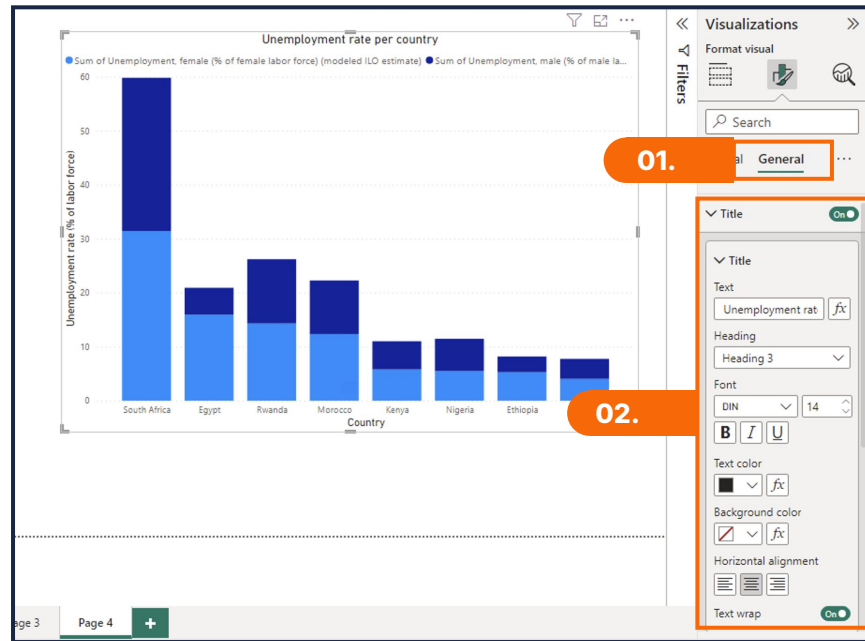 Unemployment rate per country
Sum of Unemployment, female (% of female labor force) (modeled ILO estimate) Sum of Unemployment, male (% of male la...
60
50
40
30
20
10
0
Unemployment rate (% of labor force)
South Africa Egypt Rwanda Morocco Kenya Nigeria Ethiopia
Country
Page 4
+
Filters
Visualizations
Format visual
Search
01.
General
...
Title On
Title
Text
Unemployment rat fx
Heading
Heading 3
Font
DIN 14
B I U
02.
Text color
fx
Background color
fx
Horizontal alignment
Text wrap On